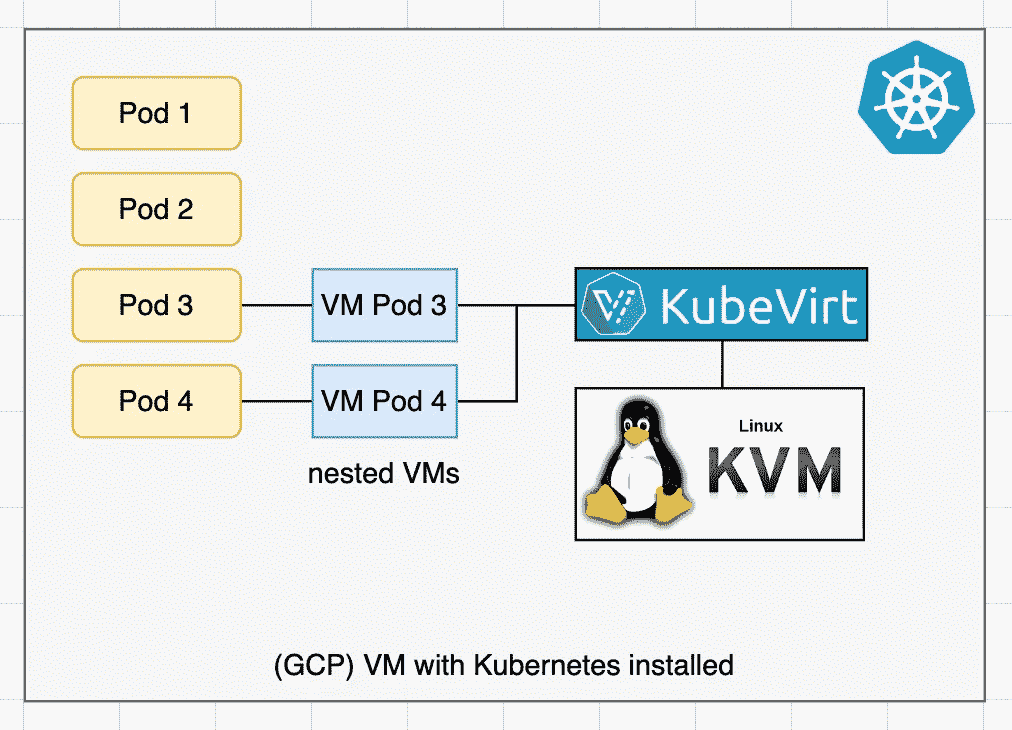 Pod 1
Pod 2
Pod 3
VM Pod 3
KubeVirt
Pod 4
VM Pod 4
Linux
KVM
nested VMs
(GCP) VM with Kubernetes installed